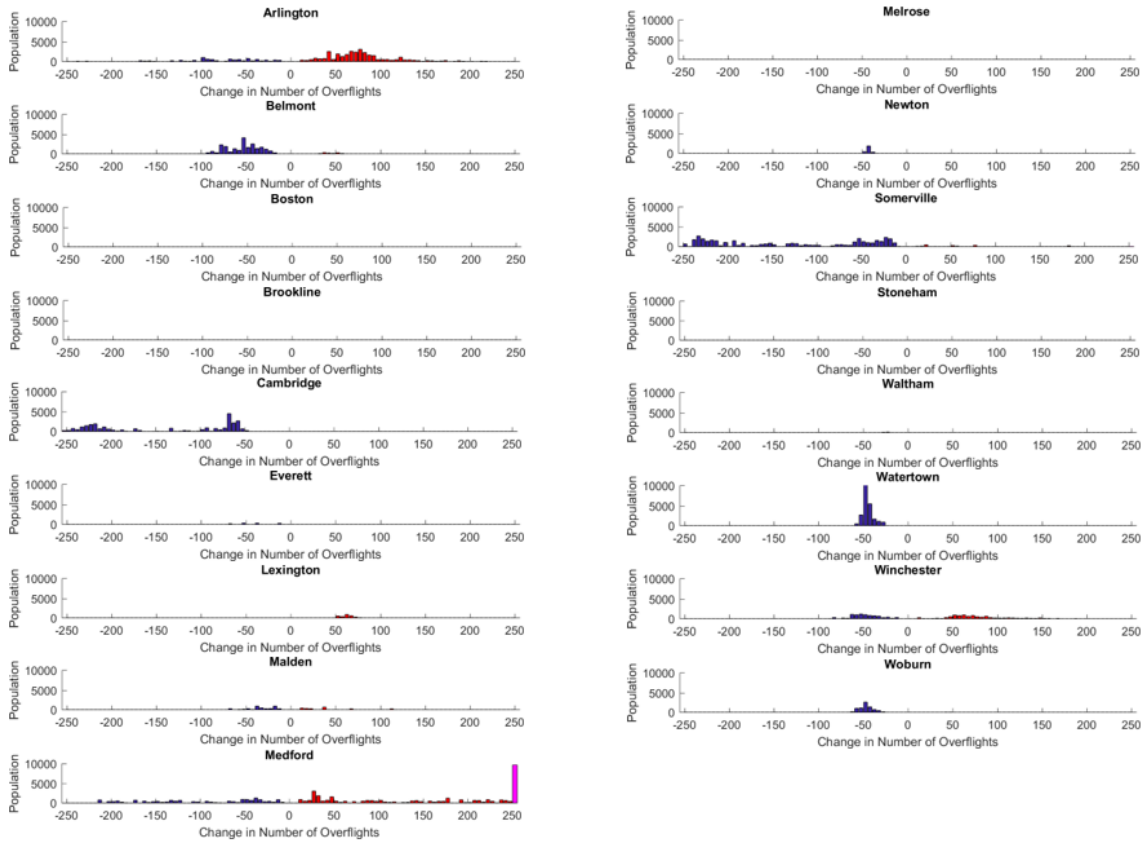 Arlington
Population
10000
5000
0
-250 -200 -150 -100 -50 0 50 100 150 200 250
Change in Number of Overflights
Belmont
Population
10000
5000
0
-250 -200 -150 -100 -50 0 50 100 150 200 250
Change in Number of Overflights
Boston
Population
10000
5000
0
-250 -200 -150 -100 -50 0 50 100 150 200 250
Change in Number of Overflights
Brookline
Population
10000
5000
0
-250 -200 -150 -100 -50 0 50 100 150 200 250
Change in Number of Overflights
Cambridge
Population
10000
5000
0
-250 -200 -150 -100 -50 0 50 100 150 200 250
Change in Number of Overflights
Everett
Population
10000
5000
0
-250 -200 -150 -100 -50 0 50 100 150 200 250
Change in Number of Overflights
Lexington
Population
10000
5000
0
-250 -200 -150 -100 -50 0 50 100 150 200 250
Change in Number of Overflights
Malden
Population
10000
5000
0
-250 -200 -150 -100 -50 0 50 100 150 200 250
Change in Number of Overflights
Medford
Population
10000
5000
0
-250 -200 -150 -100 -50 0 50 100 150 200 250
Change in Number of Overflights
Melrose
Population
10000
5000
0
-250 -200 -150 -100 -50 0 50 100 150 200 250
Change in Number of Overflights
Newton
Population
10000
5000
0
-250 -200 -150 -100 -50 0 50 100 150 200 250
Change in Number of Overflights
Somerville
Population
10000
5000
0
-250 -200 -150 -100 -50 0 50 100 150 200 250
Change in Number of Overflights
Stoneham
Population
10000
5000
0
-250 -200 -150 -100 -50 0 50 100 150 200 250
Change in Number of Overflights
Waltham
Population
10000
5000
0
-250 -200 -150 -100 -50 0 50 100 150 200 250
Change in Number of Overflights
Watertown
Population
10000
5000
0
-250 -200 -150 -100 -50 0 50 100 150 200 250
Change in Number of Overflights
Winchester
Population
10000
5000
0
-250 -200 -150 -100 -50 0 50 100 150 200 250
Change in Number of Overflights
Woburn
Population
10000
5000
0
-250 -200 -150 -100 -50 0 50 100 150 200 250
Change in Number of Overflights